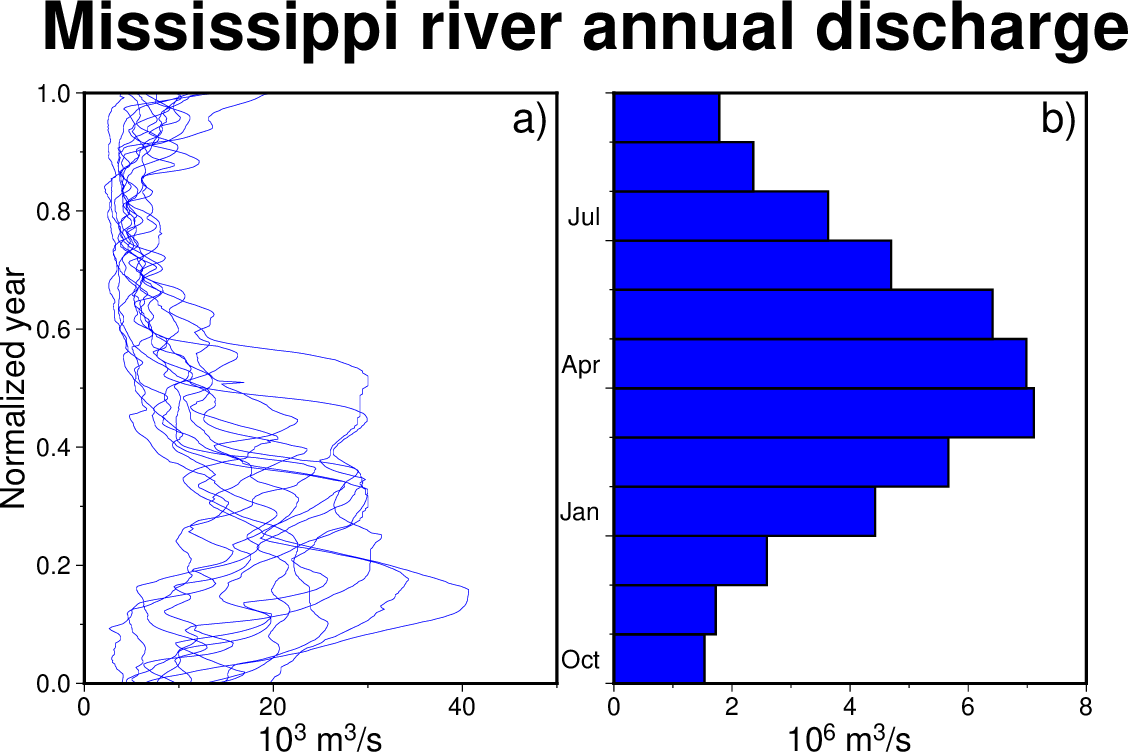 Mississippi river annual discharge
a)
1.0
0.8
0.6
0.4
0.2
0.0
Normalized year
0
20
40
10³ m³/s
b)
Jul
Apr
Jan
Oct
0
2
4
6
8
10⁶ m³/s